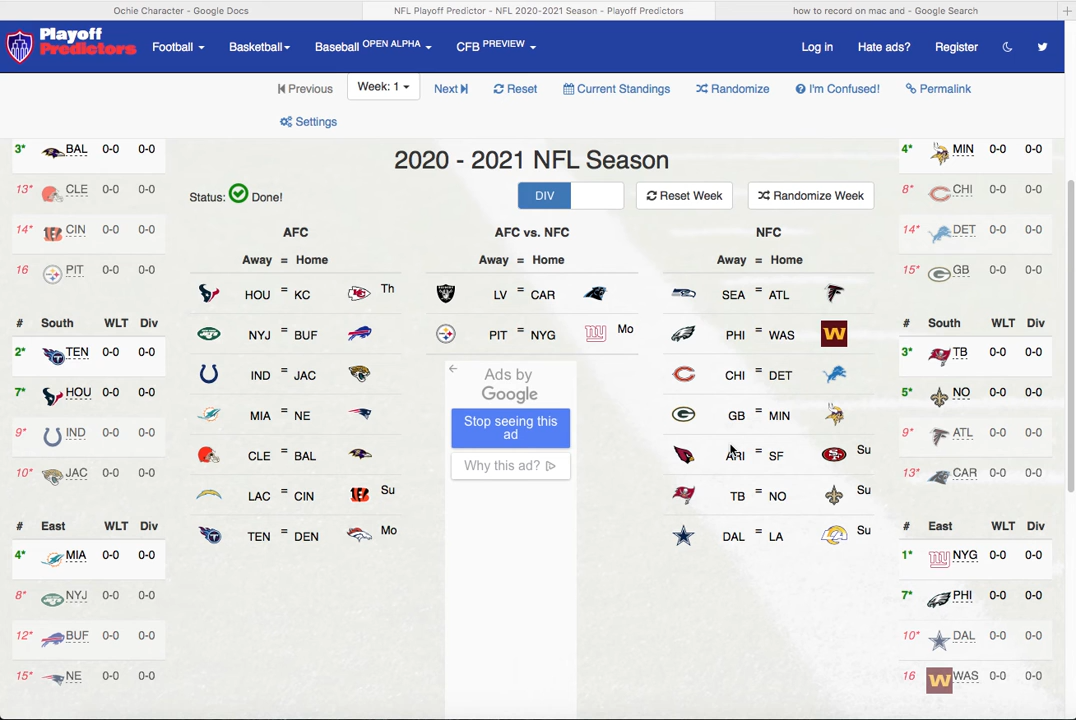 Ochie Character - Google Docs
NFL Playoff Predictor - NFL 2020-2021 Season - Playoff Predictors
how to record on mac and - Google Search
Playoff
Predictors
Football
Basketball
Baseball OPEN ALPHA
CFB PREVIEW
Log in
Hate ads?
Register
Previous
Week: 1
Next
Reset
Current Standings
Randomize
I'm Confused!
Permalink
Settings
3* BAL 0-0 0-0
13* CLE 0-0 0-0
14* CIN 0-0 0-0
16 PIT 0-0 0-0
# South WLT Div
2* TEN 0-0 0-0
7* HOU 0-0 0-0
9* IND 0-0 0-0
10* JAC 0-0 0-0
# East WLT Div
4* MIA 0-0 0-0
8* NYJ 0-0 0-0
12* BUF 0-0 0-0
15* NE 0-0 0-0
2020 - 2021 NFL Season
Status: Done!
DIV
Reset Week
Randomize Week
AFC
Away = Home
HOU = KC Th
NYJ = BUF
IND = JAC
MIA = NE
CLE = BAL
LAC = CIN Su
TEN = DEN Mo
AFC vs. NFC
Away = Home
LV = CAR
PIT = NYG Mo
Ads by
Google
Stop seeing this
ad
Why this ad?
NFC
Away = Home
SEA = ATL
PHI = WAS
CHI = DET
GB = MIN
ARI = SF Su
TB = NO Su
DAL = LA Su
4* MIN 0-0 0-0
8* CHI 0-0 0-0
14* DET 0-0 0-0
15* GB 0-0 0-0
# South WLT Div
3* TB 0-0 0-0
5* NO 0-0 0-0
9* ATL 0-0 0-0
13* CAR 0-0 0-0
# East WLT Div
1* NYG 0-0 0-0
7* PHI 0-0 0-0
10* DAL 0-0 0-0
16 WAS 0-0 0-0